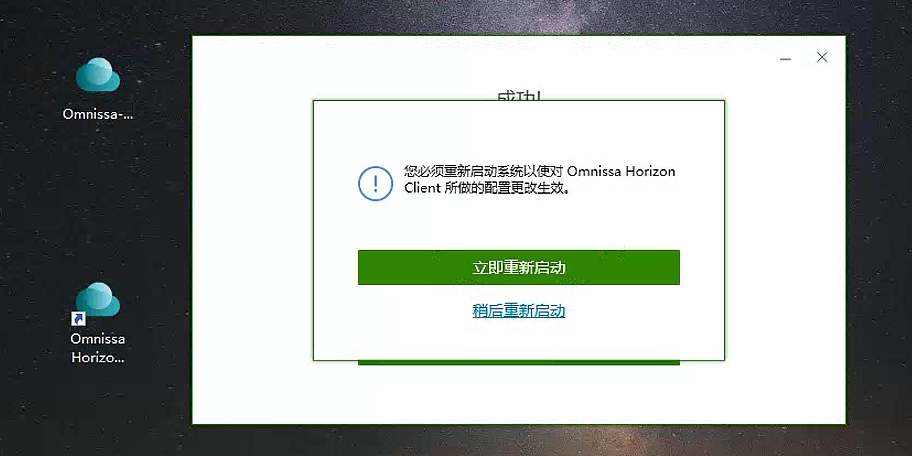 Omnissa-...
Omnissa
Horizo...
成功!
您必须重新启动系统以使对 Omnissa Horizon
Client 所做的配置更改生效。
立即重新启动
稍后重新启动